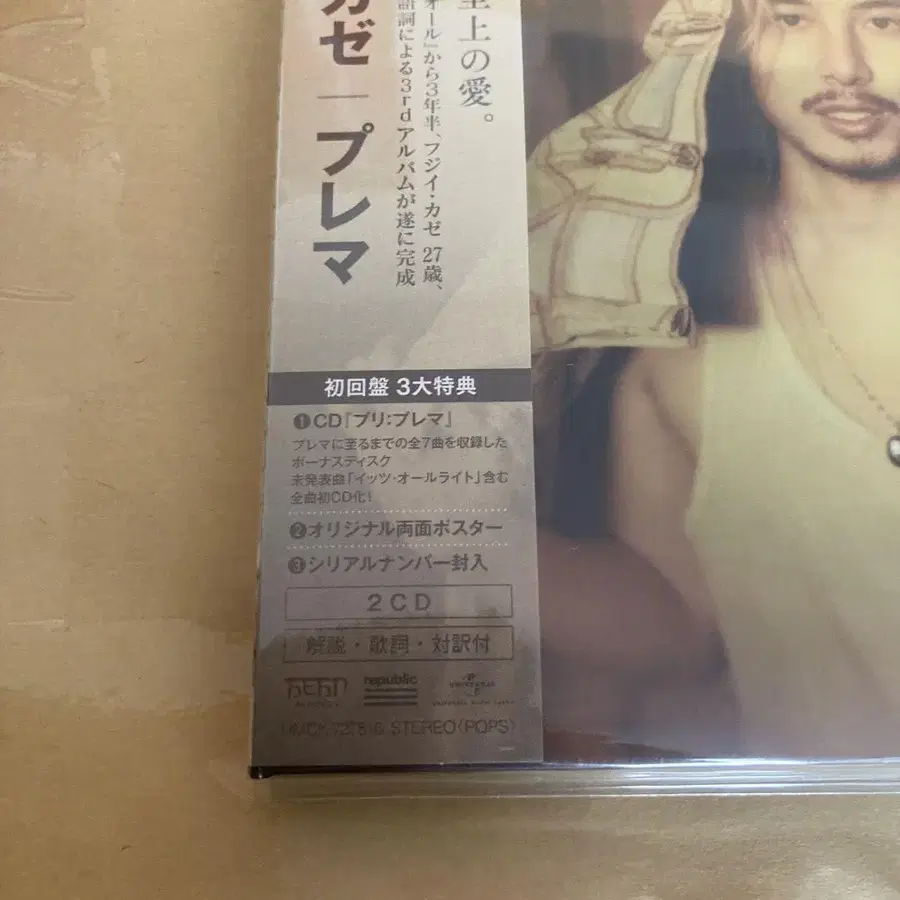 カゼ｜プレマ
至上の愛。
オール』から3年半、フジイ・カゼ 27歳、
語詞による3rdアルバムが遂に完成
初回盤 3大特典
❶CD「プリ:プレマ」
プレマに至るまでの全7曲を収録した
ボーナスディスク
未発表曲「イッツ・オールライト」含む
全曲初CD化!
❷オリジナル両面ポスター
❸シリアルナンバー封入
2CD
解説・歌詞・対訳付
republic
UNIVERSAL
STEREO〈POPS〉